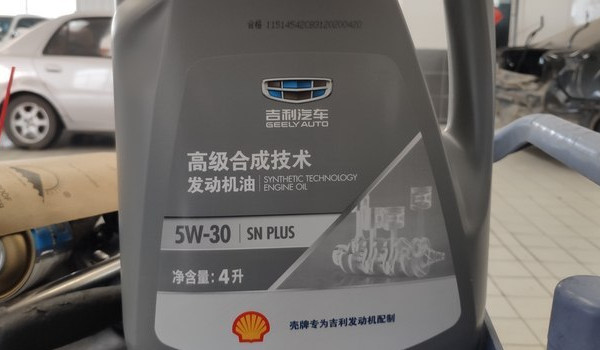 吉利汽车
GEELY AUTO
高级合成技术
发动机油 SYNTHETIC TECHNOLOGY
ENGINE OIL
5W-30 SN PLUS
净含量: 4升
壳牌专为吉利发动机配制